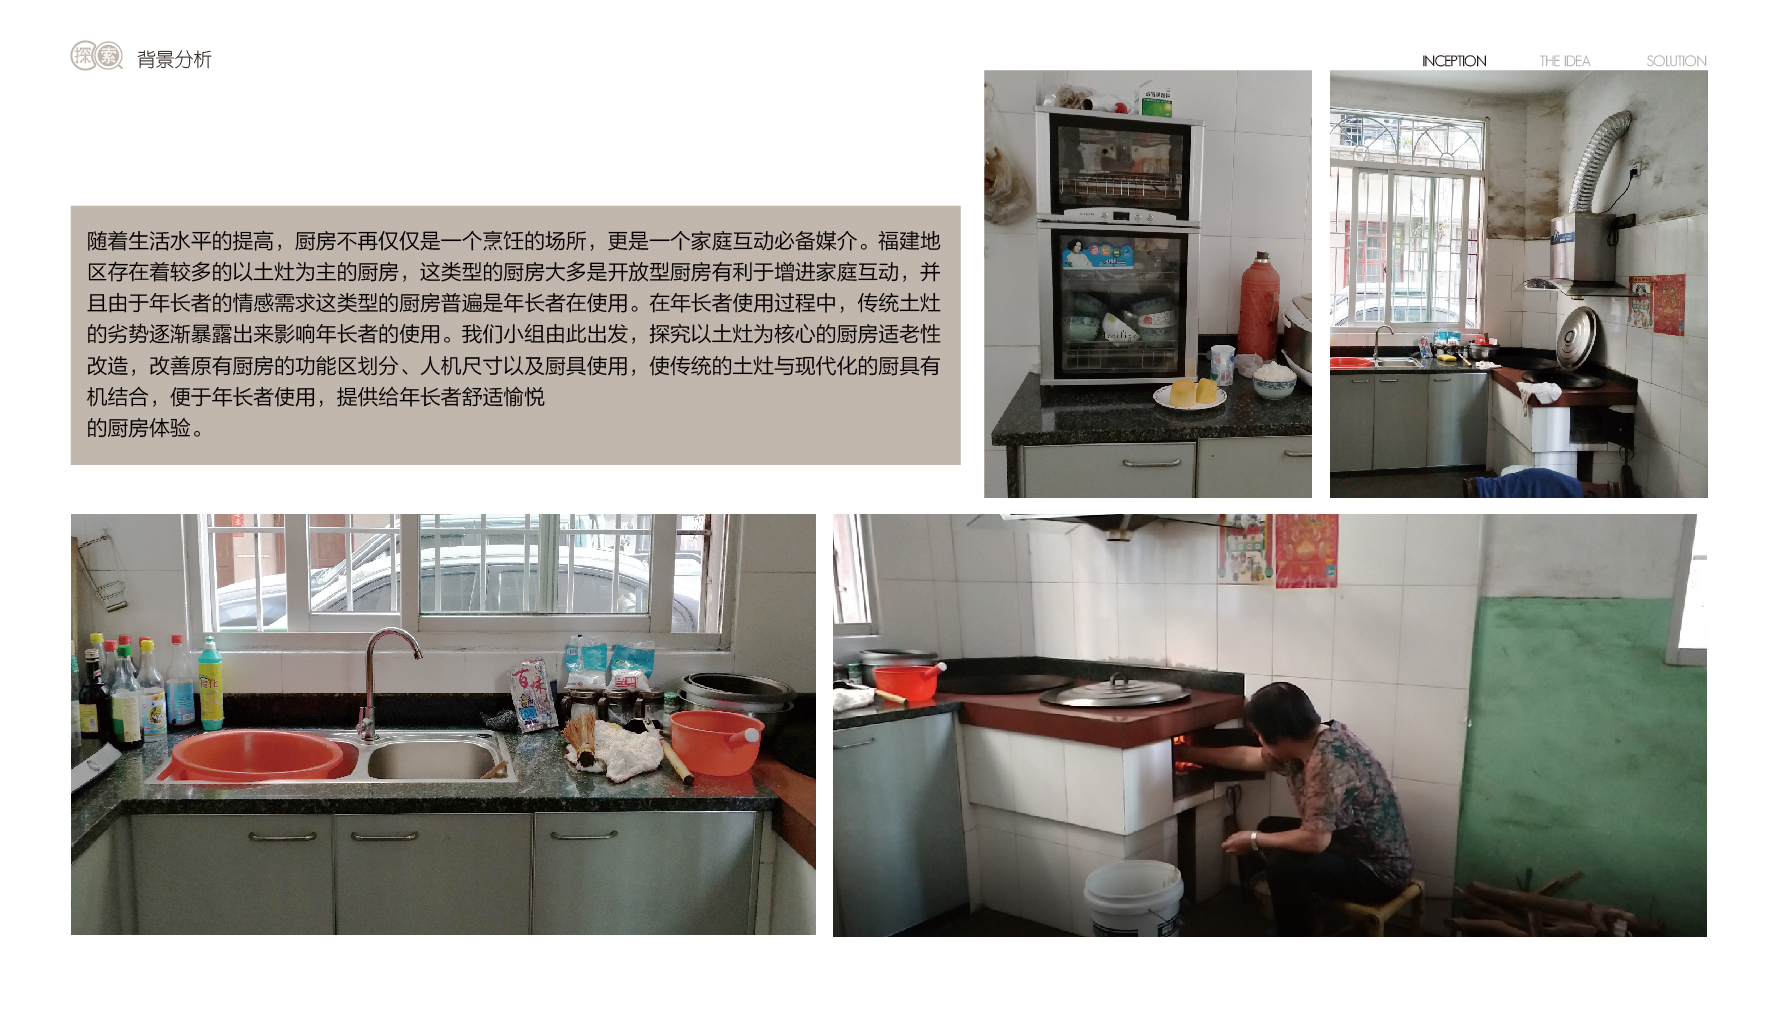 探索 背景分析
INCEPTION THE IDEA SOLUTION
随着生活水平的提高，厨房不再仅仅是一个烹饪的场所，更是一个家庭互动必备媒介。福建地
区存在着较多的以土灶为主的厨房，这类型的厨房大多是开放型厨房有利于增进家庭互动，并
且由于年长者的情感需求这类型的厨房普遍是年长者在使用。在年长者使用过程中，传统土灶
的劣势逐渐暴露出来影响年长者的使用。我们小组由此出发，探究以土灶为核心的厨房适老性
改造，改善原有厨房的功能区划分、人机尺寸以及厨具使用，使传统的土灶与现代化的厨具有
机结合，便于年长者使用，提供给年长者舒适愉悦
的厨房体验。
百味